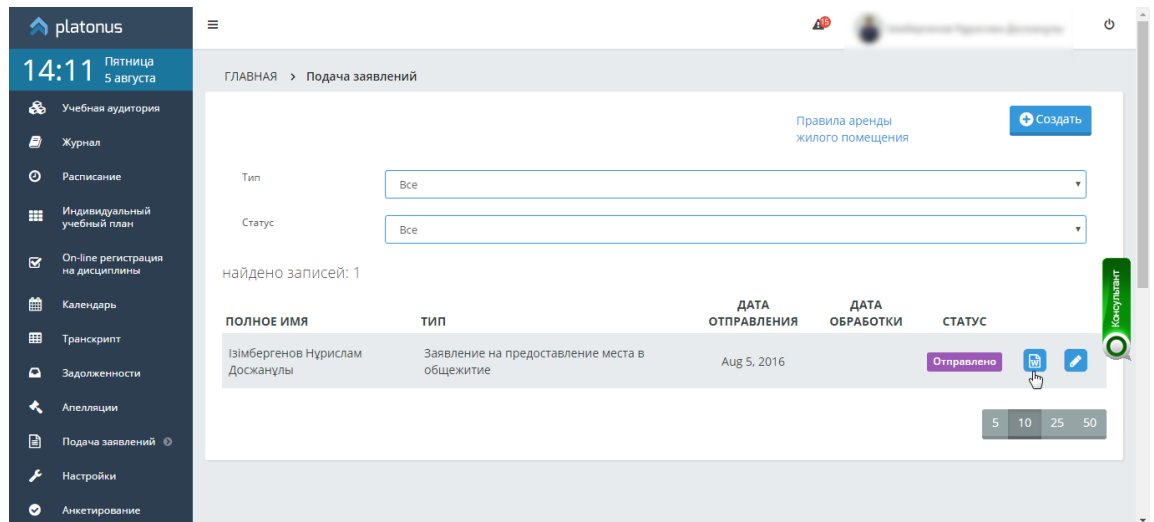 platonus
15
14:11 Пятница
5 августа
ГЛАВНАЯ > Подача заявлений
Учебная аудитория
Журнал
Расписание
Индивидуальный
учебный план
On-line регистрация
на дисциплины
Календарь
Транскрипт
Задолженности
Апелляции
Подача заявлений
Настройки
Анкетирование
Правила аренды
жилого помещения
Создать
Тип
Все
Статус
Все
найдено записей: 1
ПОЛНОЕ ИМЯ
ТИП
ДАТА
ОТПРАВЛЕНИЯ
ДАТА
ОБРАБОТКИ
СТАТУС
Ізімбергенов Нұрислам
Досжанұлы
Заявление на предоставление места в
общежитие
Aug 5, 2016
Отправлено
5 10 25 50
Консультант